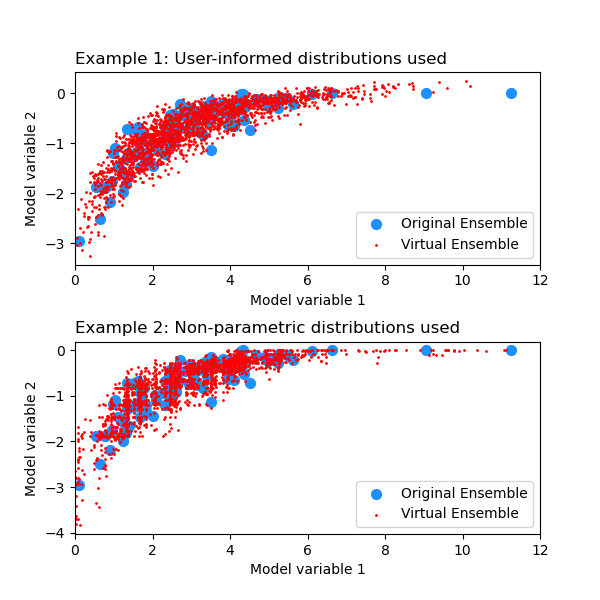 Example 1: User-informed distributions used
0
−1
−2
−3
Model variable 2
Original Ensemble
Virtual Ensemble
0 2 4 6 8 10 12
Model variable 1
Example 2: Non-parametric distributions used
0
−1
−2
−3
−4
Model variable 2
Original Ensemble
Virtual Ensemble
0 2 4 6 8 10 12
Model variable 1